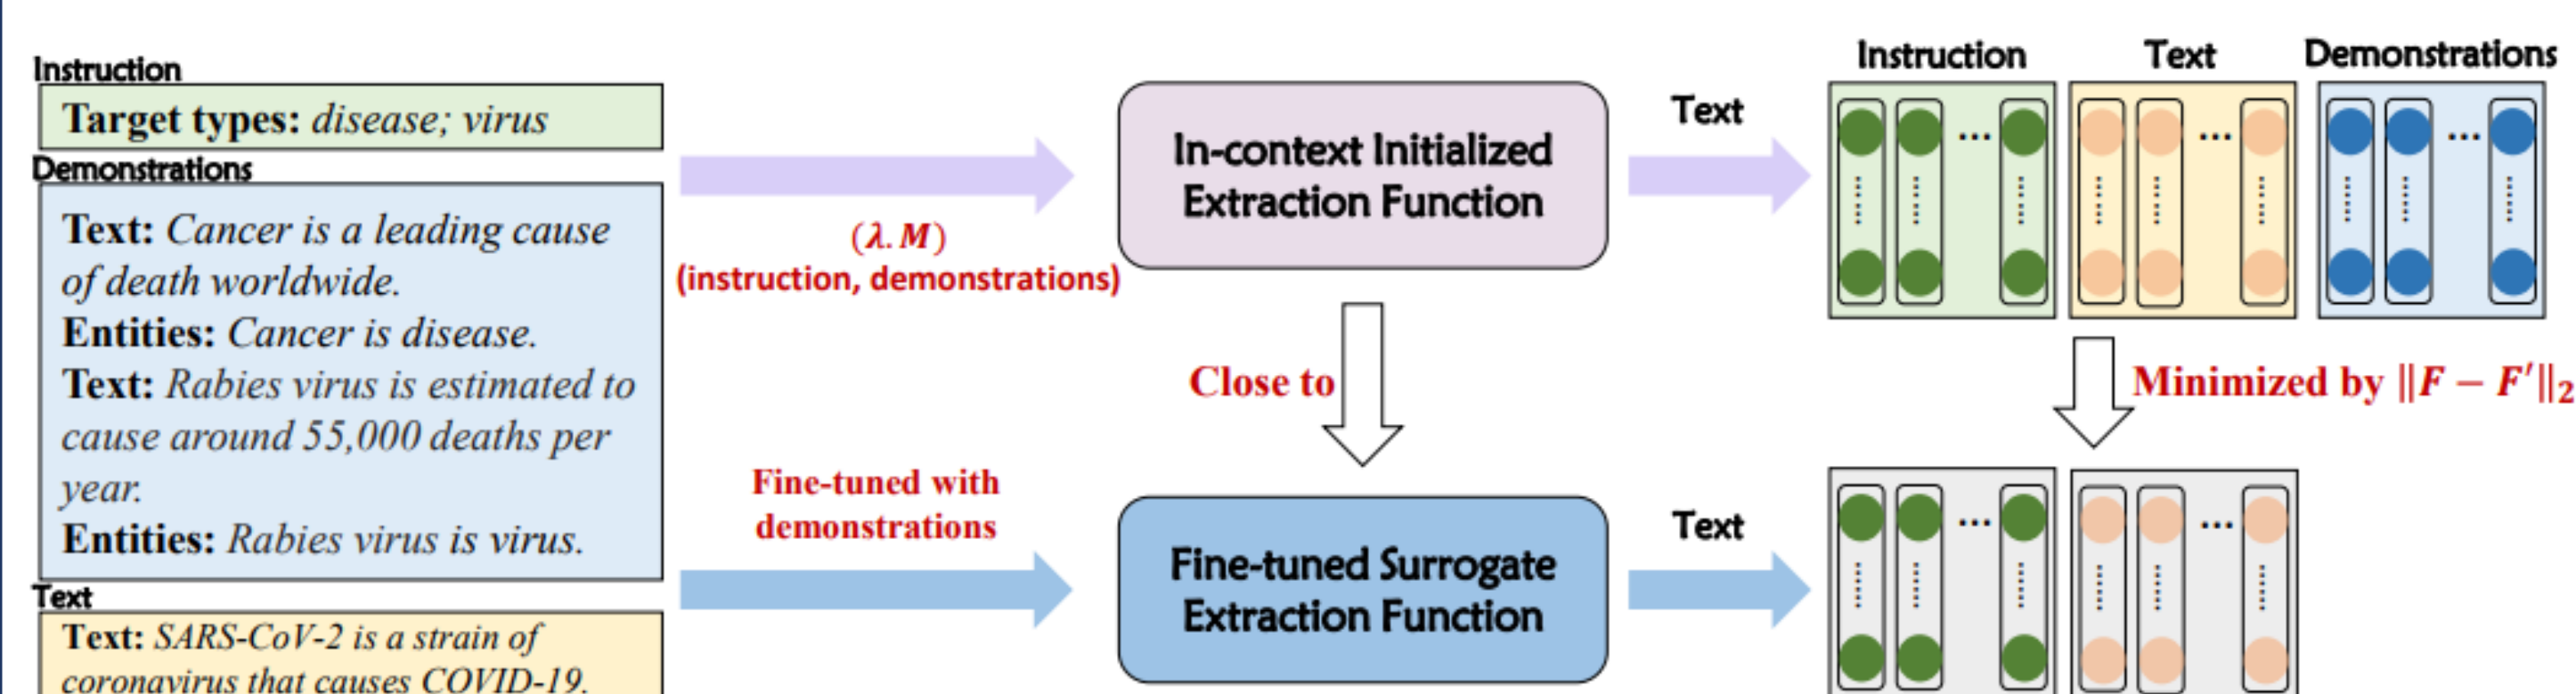 Instruction
Target types: disease; virus
Demonstrations
Text: Cancer is a leading cause
of death worldwide.
Entities: Cancer is disease.
Text: Rabies virus is estimated to
cause around 55,000 deaths per
year.
Entities: Rabies virus is virus.
Text
Text: SARS-CoV-2 is a strain of
coronavirus that causes COVID-19.
(λ.M)
(instruction, demonstrations)
Fine-tuned with
demonstrations
In-context Initialized
Extraction Function
Close to
Fine-tuned Surrogate
Extraction Function
Text
Text
Instruction Text Demonstrations
... ... ...
Minimized by ‖F − F′‖₂
... ...